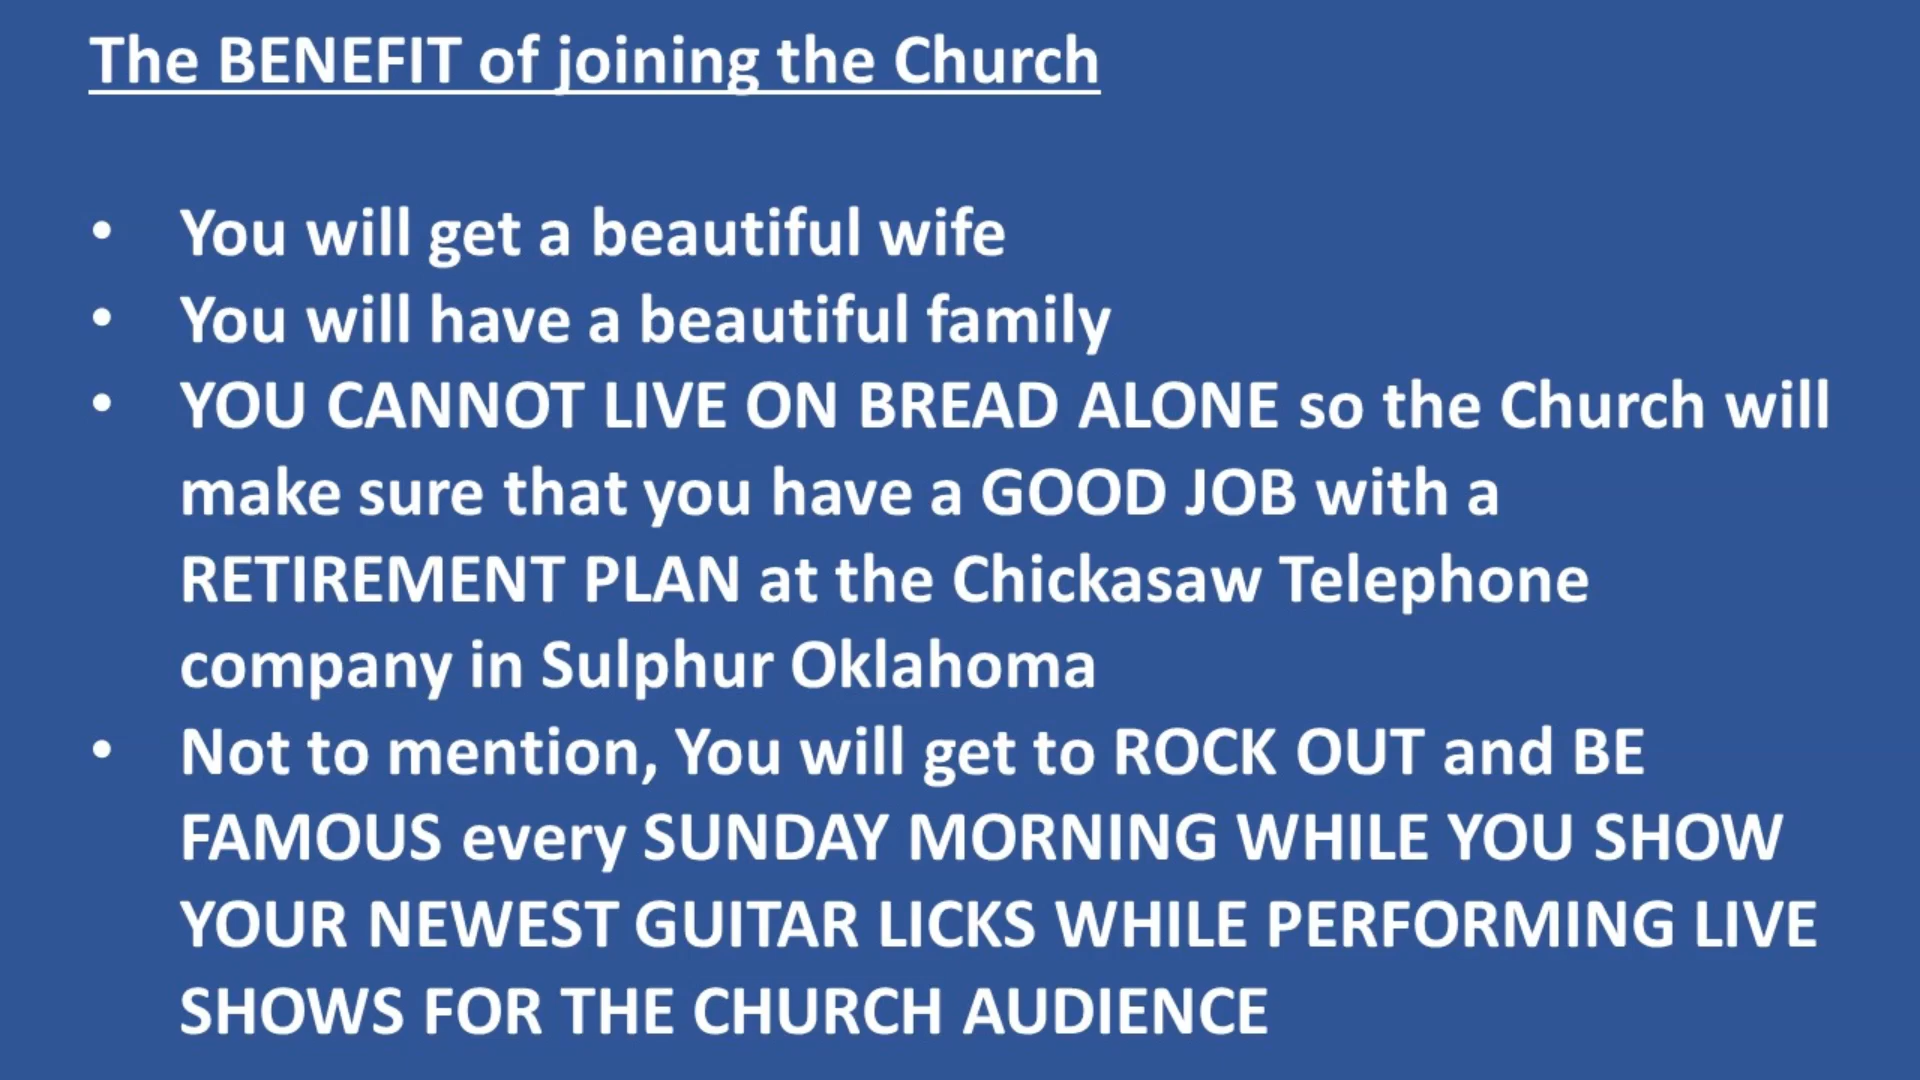 The BENEFIT of joining the Church
• You will get a beautiful wife
• You will have a beautiful family
• YOU CANNOT LIVE ON BREAD ALONE so the Church will
make sure that you have a GOOD JOB with a
RETIREMENT PLAN at the Chickasaw Telephone
company in Sulphur Oklahoma
• Not to mention, You will get to ROCK OUT and BE
FAMOUS every SUNDAY MORNING WHILE YOU SHOW
YOUR NEWEST GUITAR LICKS WHILE PERFORMING LIVE
SHOWS FOR THE CHURCH AUDIENCE